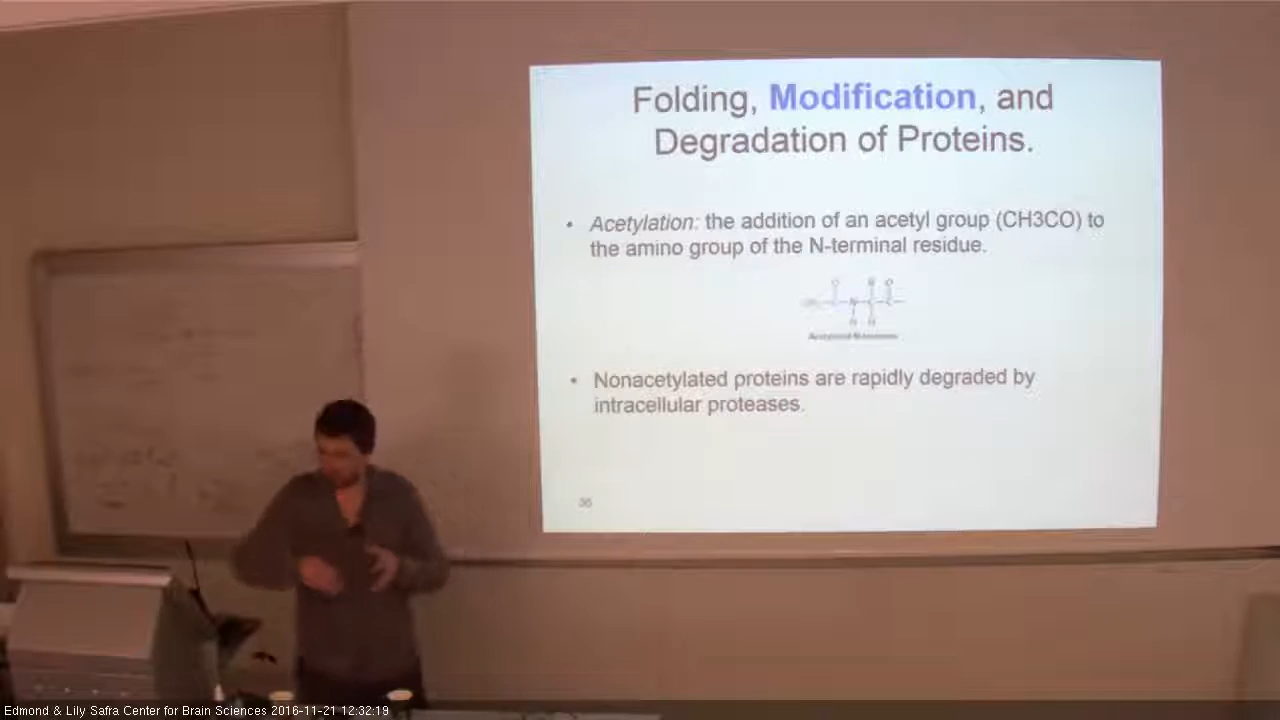 Folding, Modification, and
Degradation of Proteins.
• Acetylation: the addition of an acetyl group (CH3CO) to
the amino group of the N-terminal residue.
• Nonacetylated proteins are rapidly degraded by
intracellular proteases.
Edmond & Lily Safra Center for Brain Sciences 2016-11-21 12:32:19